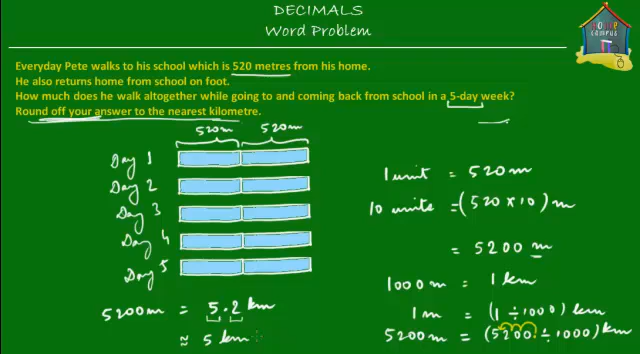 DECIMALS
Word Problem
home campus
Everyday Pete walks to his school which is 520 metres from his home.
He also returns home from school on foot.
How much does he walk altogether while going to and coming back from school in a 5-day week?
Round off your answer to the nearest kilometre.
520m 520m
Day 1
Day 2
Day 3
Day 4
Day 5
5200m = 5.2 km
≈ 5 km
1 unit = 520m
10 units = (520 × 10) m
= 5200 m
1000m = 1 km
1 m = (1 ÷ 1000) km
5200m = (5200 ÷ 1000) km